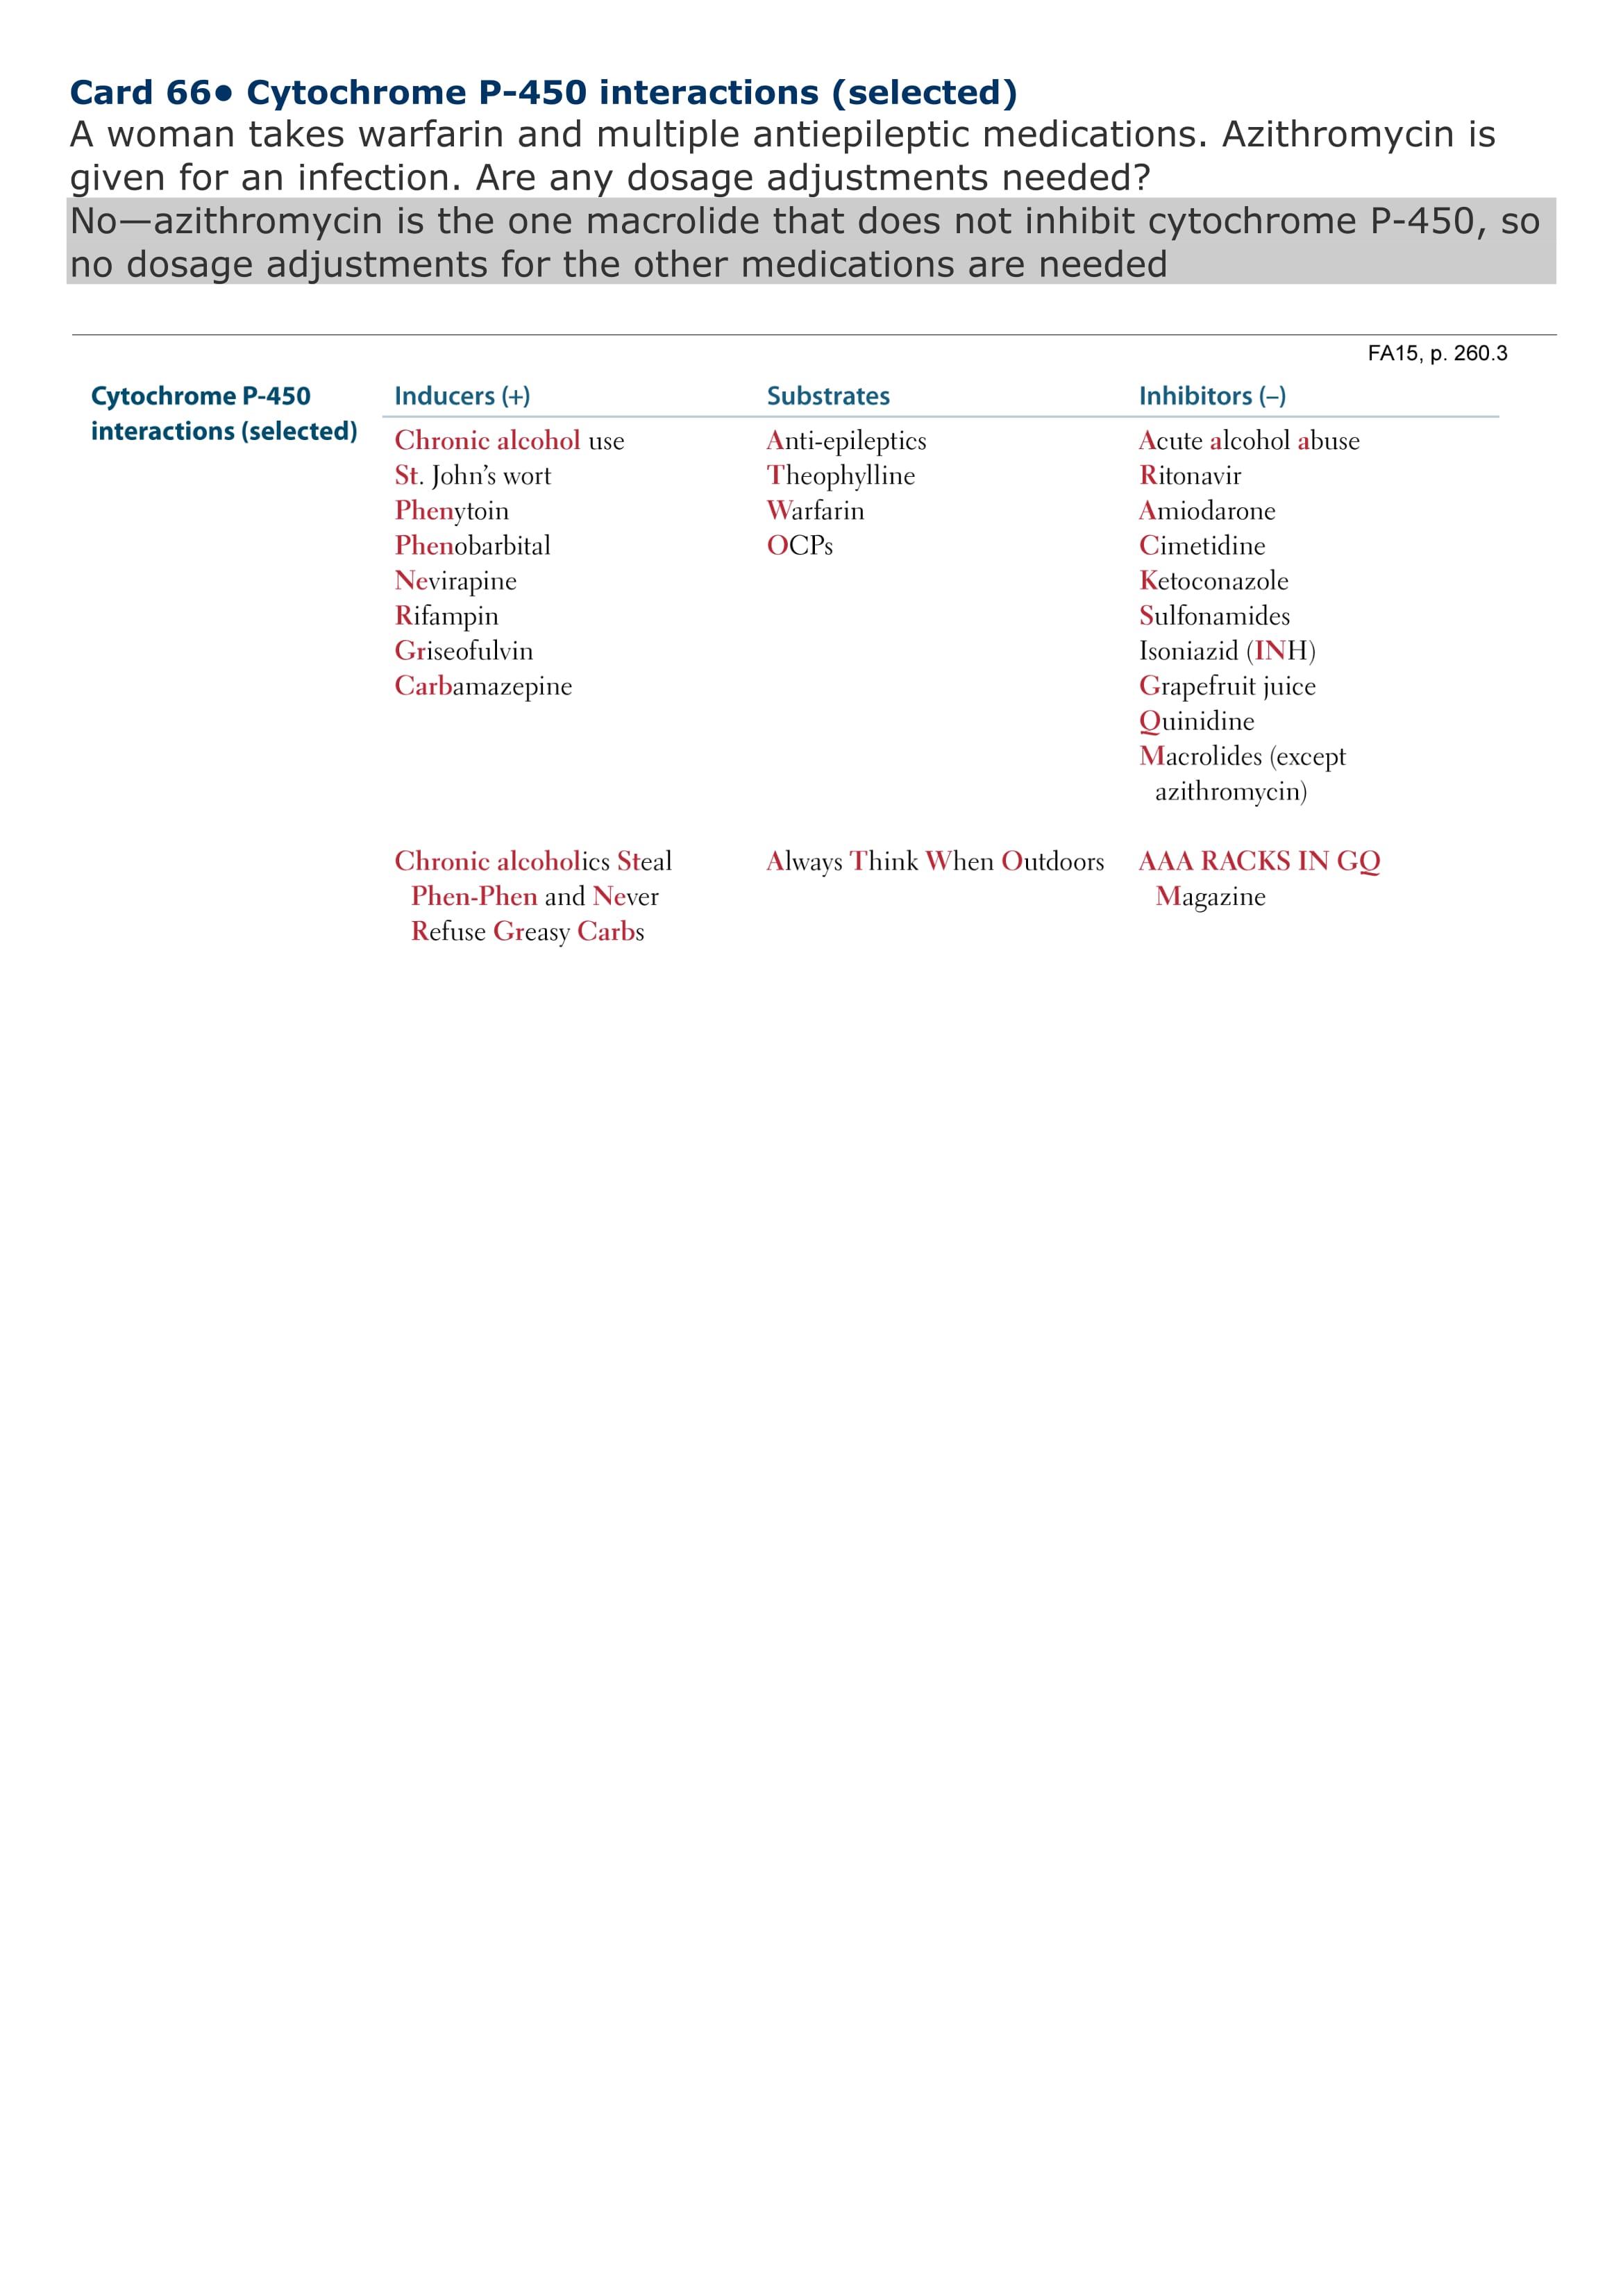 Card 66• Cytochrome P-450 interactions (selected)
A woman takes warfarin and multiple antiepileptic medications. Azithromycin is
given for an infection. Are any dosage adjustments needed?
No—azithromycin is the one macrolide that does not inhibit cytochrome P-450, so
no dosage adjustments for the other medications are needed
FA15, p. 260.3
Cytochrome P-450
interactions (selected)
Inducers (+)
Chronic alcohol use
St. John's wort
Phenytoin
Phenobarbital
Nevirapine
Rifampin
Griseofulvin
Carbamazepine
Chronic alcoholics Steal
Phen-Phen and Never
Refuse Greasy Carbs
Substrates
Anti-epileptics
Theophylline
Warfarin
OCPs
Always Think When Outdoors
Inhibitors (–)
Acute alcohol abuse
Ritonavir
Amiodarone
Cimetidine
Ketoconazole
Sulfonamides
Isoniazid (INH)
Grapefruit juice
Quinidine
Macrolides (except
azithromycin)
AAA RACKS IN GQ
Magazine